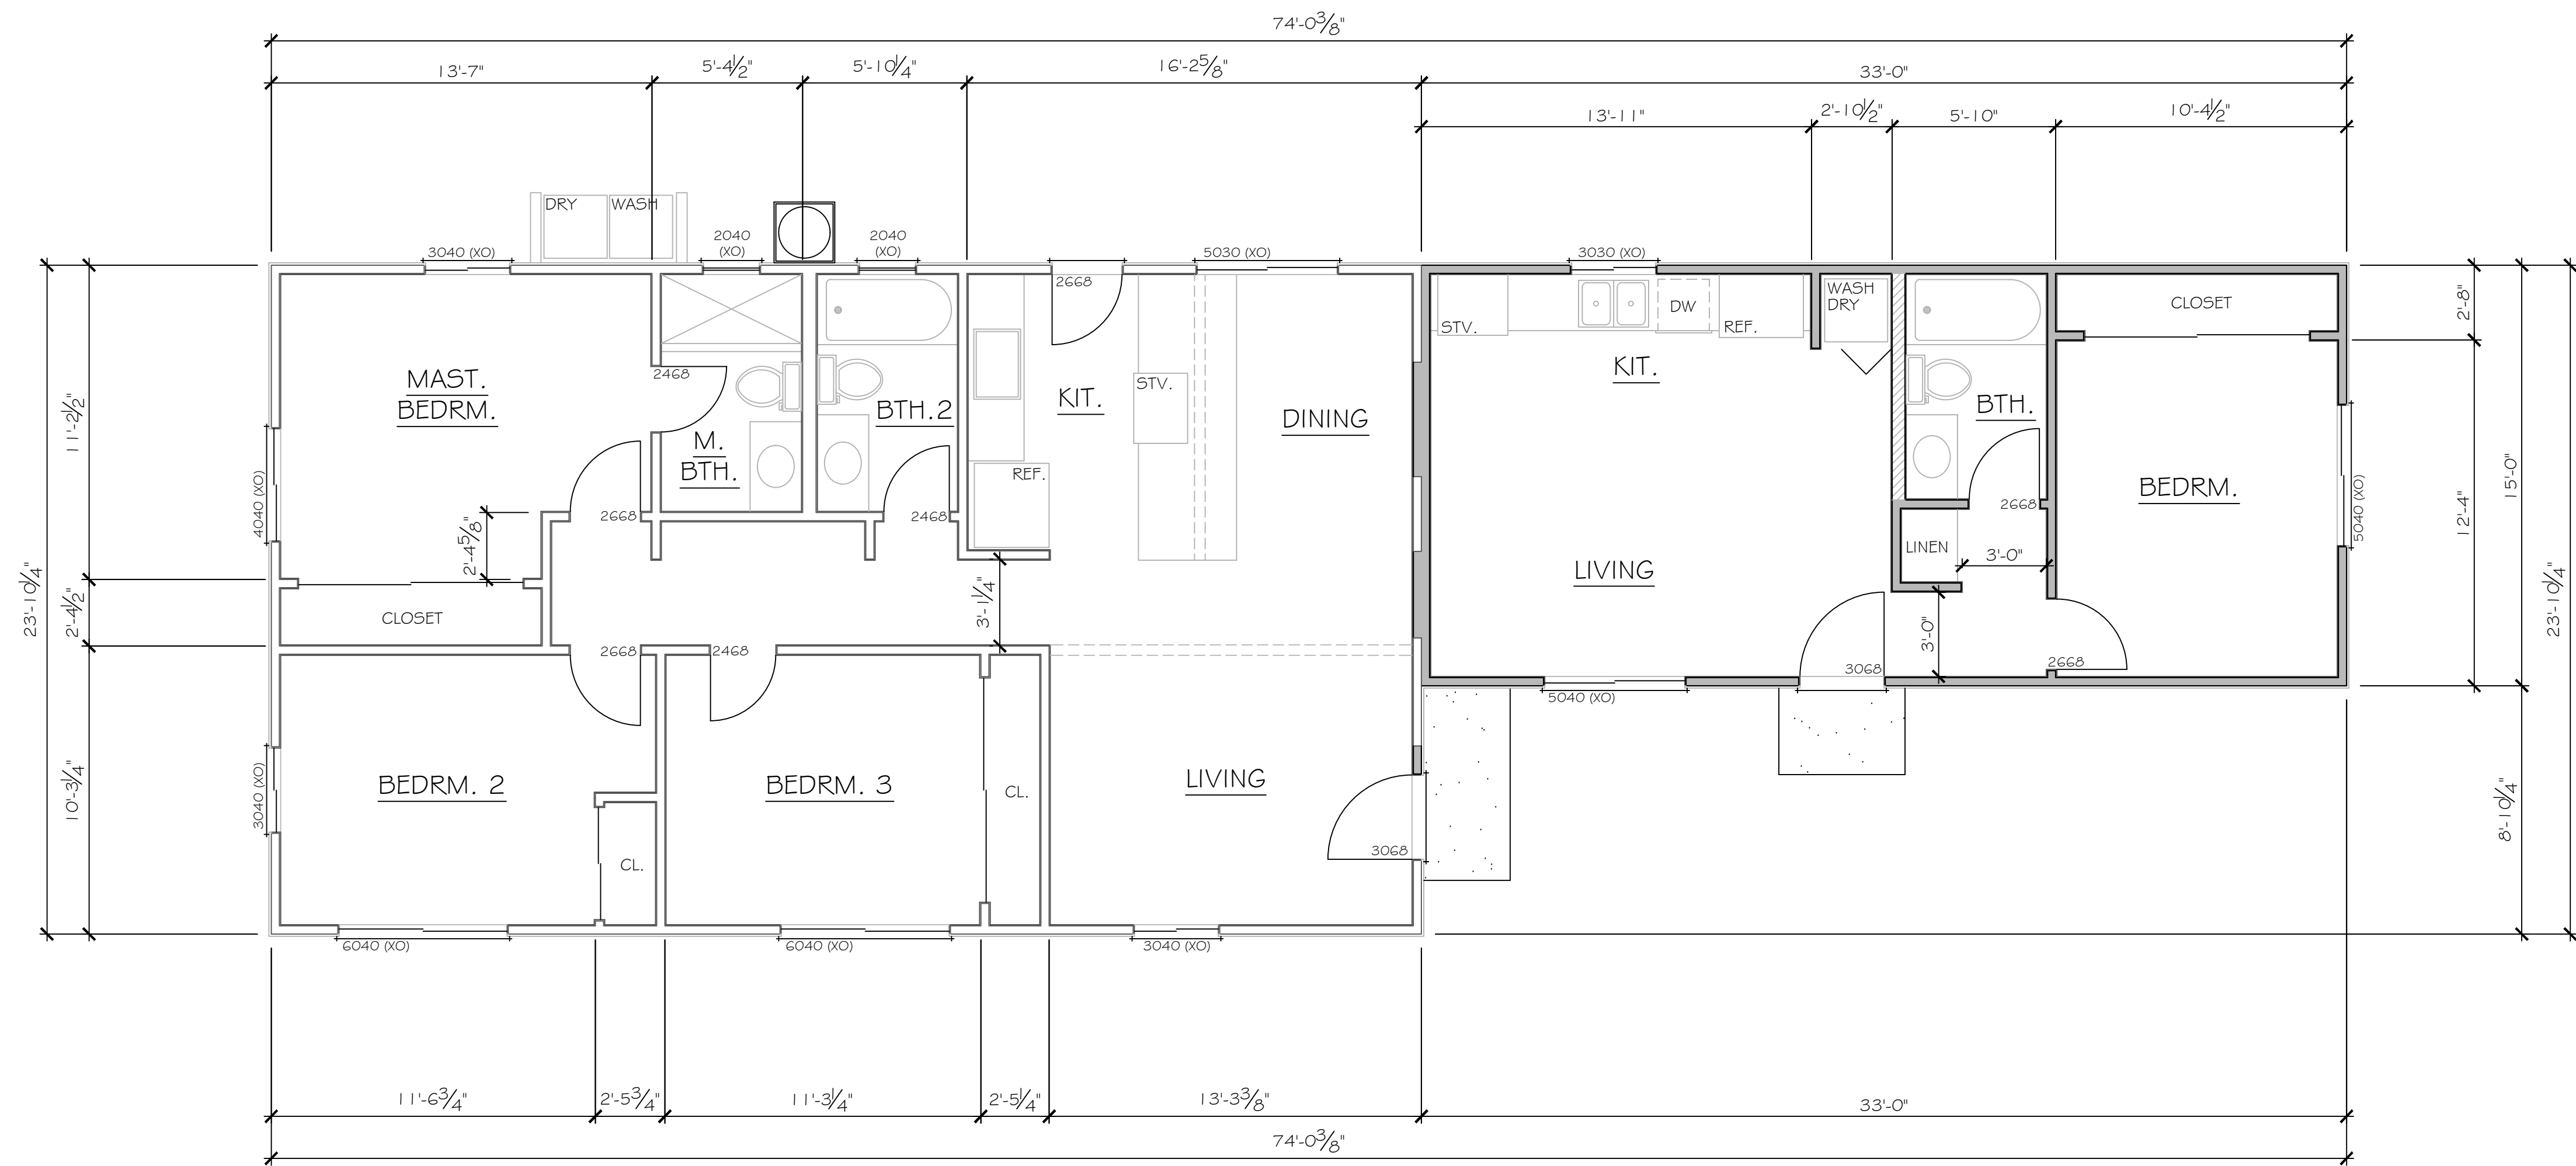 74'-0 3/8"
13'-7" 5'-4 1/2" 5'-10 1/4" 16'-2 5/8" 33'-0"
13'-11" 2'-10 1/2" 5'-10" 10'-4 1/2"
DRY WASH
3040 (XO)
2040
(XO)
2040
(XO)
5030 (XO)
3030 (XO)
2668
STV.
DW
REF.
WASH
DRY
CLOSET
2'-8"
MAST.
BEDRM.
2468
M.
BTH.
BTH.2
KIT.
STV.
DINING
REF.
KIT.
BTH.
BEDRM.
11'-2 1/2"
4040 (XO)
2'-4 5/8"
2668
2468
2668
5040 (XO)
12'-4"
15'-0"
LINEN
3'-0"
LIVING
23'-10 1/4"
2'-4 1/2"
CLOSET
3'-1 1/4"
3'-0"
23'-10 1/4"
2668
2468
3068
2668
5040 (XO)
10'-3 1/4"
3040 (XO)
BEDRM. 2
CL.
BEDRM. 3
CL.
LIVING
3068
8'-10 1/4"
6040 (XO)
6040 (XO)
3040 (XO)
11'-6 3/4" 2'-5 3/4" 11'-3 1/4" 2'-5 1/4" 13'-3 3/8" 33'-0"
74'-0 3/8"